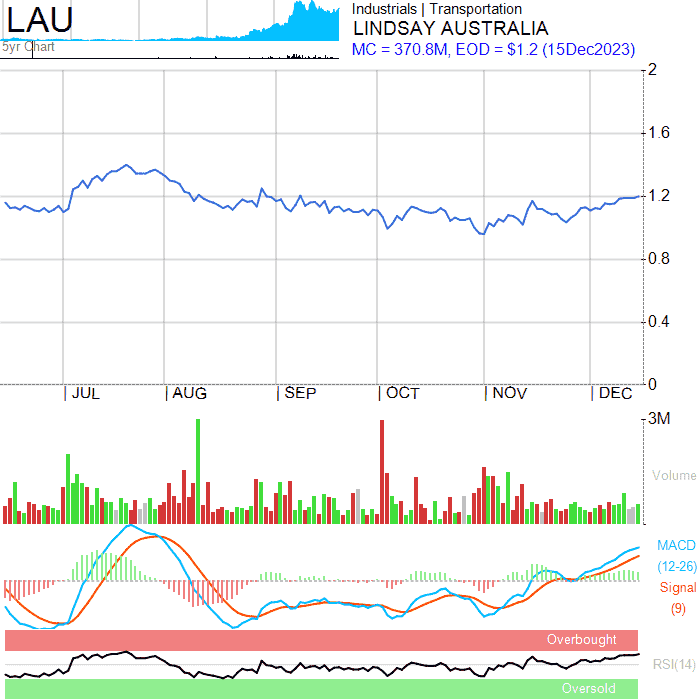 LAU
5yr Chart
Industrials | Transportation
LINDSAY AUSTRALIA
MC = 370.8M, EOD = $1.2 (15Dec2023)
2
1.6
1.2
0.8
0.4
0
JUL AUG SEP OCT NOV DEC
3M
Volume
MACD
(12-26)
Signal
(9)
Overbought
RSI(14)
Oversold